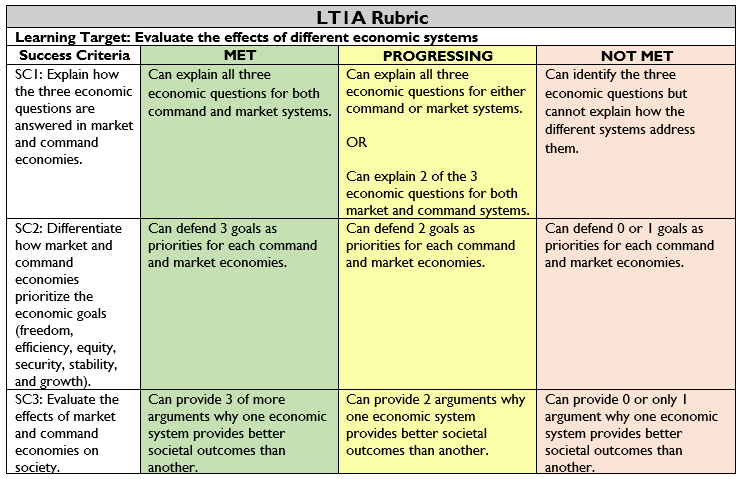 LT1A Rubric
Learning Target: Evaluate the effects of different economic systems
Success Criteria
MET
PROGRESSING
NOT MET
SC1: Explain how
the three economic
questions are
answered in market
and command
economies.
Can explain all three
economic questions for both
command and market systems.
Can explain all three
economic questions for either
command or market systems.
OR
Can explain 2 of the 3
economic questions for both
market and command systems.
Can identify the three
economic questions but
cannot explain how the
different systems address
them.
SC2: Differentiate
how market and
command
economies
prioritize the
economic goals
(freedom,
efficiency, equity,
security, stability,
and growth).
Can defend 3 goals as
priorities for each command
and market economies.
Can defend 2 goals as
priorities for each command
and market economies.
Can defend 0 or 1 goals as
priorities for each command
and market economies.
SC3: Evaluate the
effects of market
and command
economies on
society.
Can provide 3 of more
arguments why one economic
system provides better
societal outcomes than
another.
Can provide 2 arguments why
one economic system
provides better societal
outcomes than another.
Can provide 0 or only 1
argument why one economic
system provides better
societal outcomes than
another.